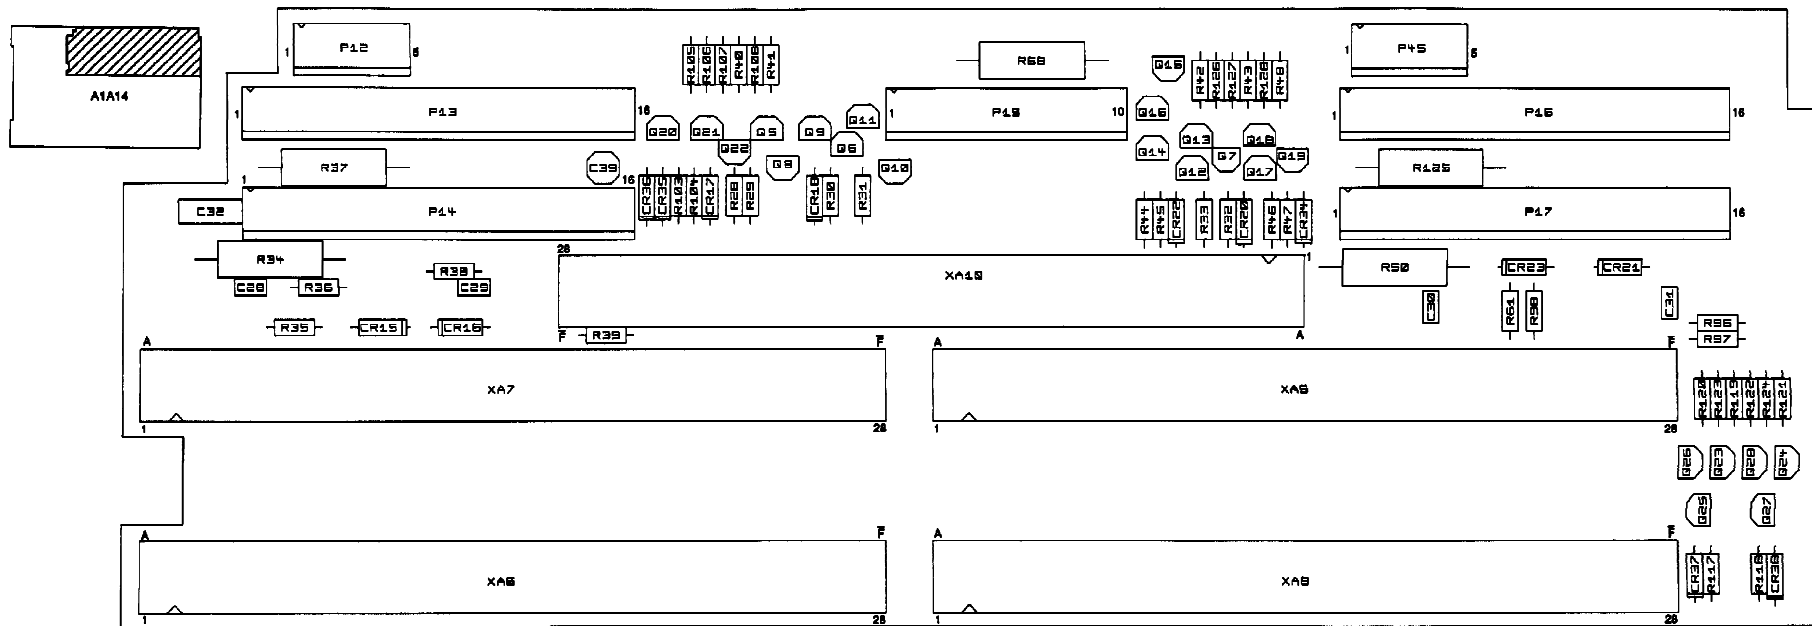 1 P12
A1A14
R105 R106 R107 R40 R108 R41
R68
Q15
R42 R126 R127 R43 R128 R48
1 P45
1 P13 16
Q20 Q21 Q5 Q9 Q11
Q22 Q8 Q6 Q10
1 10
Q16
Q14 Q13 Q18
Q12 Q7 Q17 Q19
1 P16 16
R37
C39
R125
1 P14 16
CR36 CR35 R103 R104 CR17 R28 R29 CR18 R30 R31
R44 R45 CR22 R33 R32 CR20 R46 R47 CR34
1 P17 16
C32
R34
28 XA10 1
R50
CR23 CR21
R38
C28 R36 C29
C30 R61 R98 C31
R35 CR15 CR16
F R39 A
R96
R97
A F
A F
XA7
R120 R123 R119 R122 R124 R121
1 28
1 28
Q26 Q23 Q28 Q24
Q25 Q27
A F
A F
CR37 R117 R118 CR38
1 28
1 28